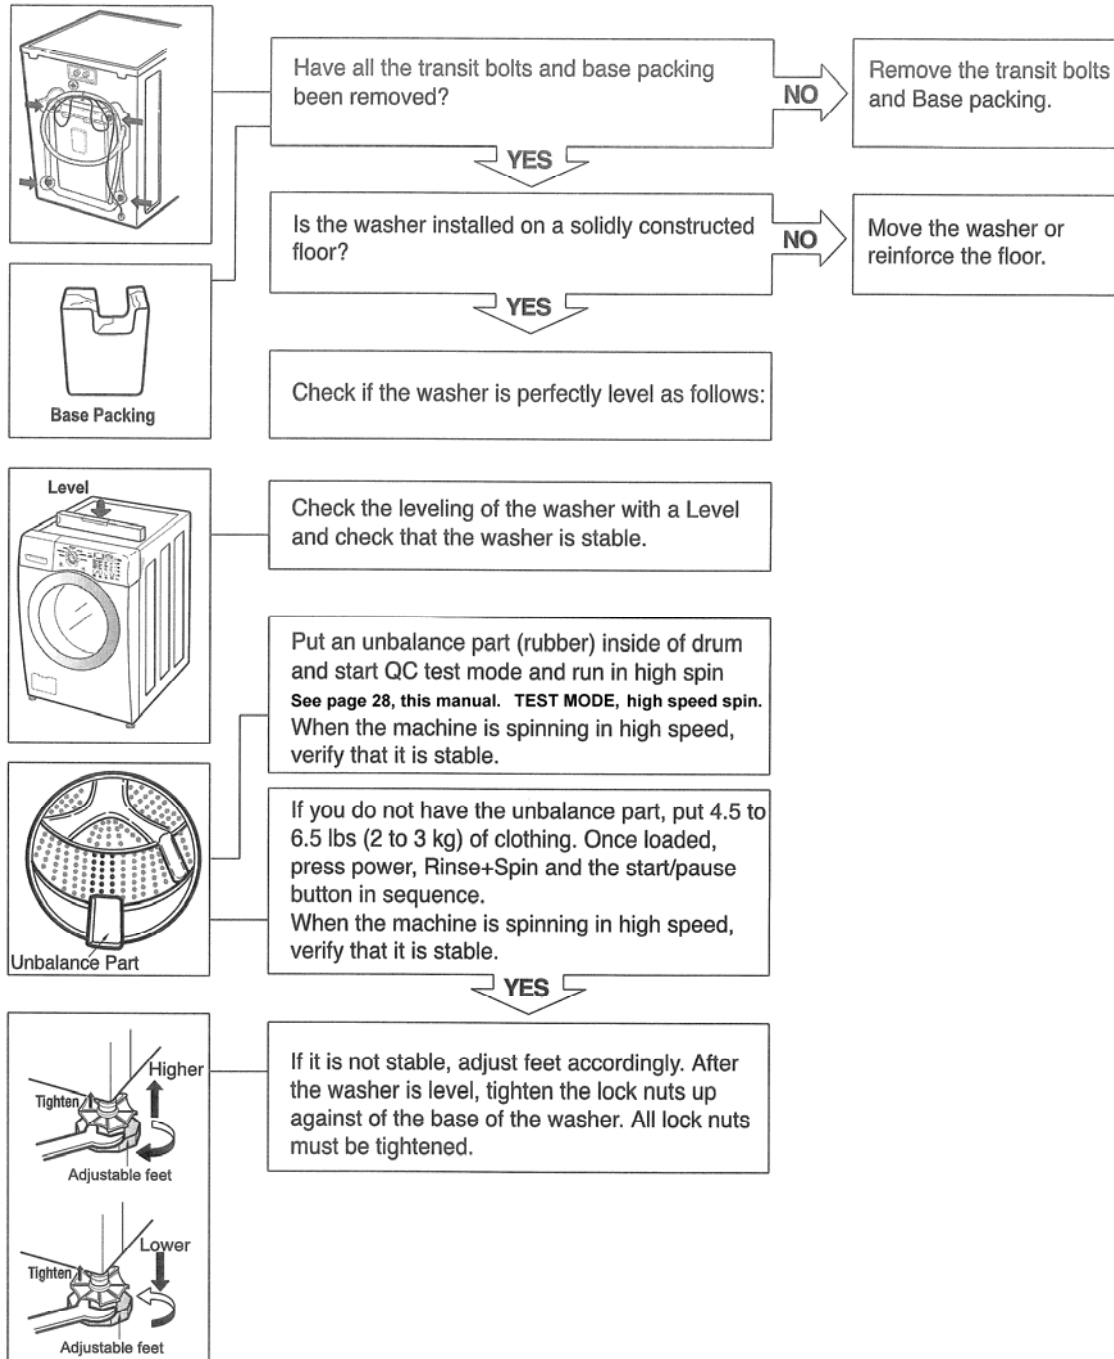 Have all the transit bolts and base packing
been removed?
NO
Remove the transit bolts
and Base packing.
YES
Is the washer installed on a solidly constructed
floor?
NO
Move the washer or
reinforce the floor.
YES
Base Packing
Check if the washer is perfectly level as follows:
Level
Check the leveling of the washer with a Level
and check that the washer is stable.
Put an unbalance part (rubber) inside of drum
and start QC test mode and run in high spin
See page 28, this manual. TEST MODE, high speed spin.
When the machine is spinning in high speed,
verify that it is stable.
Unbalance Part
If you do not have the unbalance part, put 4.5 to
6.5 lbs (2 to 3 kg) of clothing. Once loaded,
press power, Rinse+Spin and the start/pause
button in sequence.
When the machine is spinning in high speed,
verify that it is stable.
YES
Higher
Tighten
Adjustable feet
If it is not stable, adjust feet accordingly. After
the washer is level, tighten the lock nuts up
against of the base of the washer. All lock nuts
must be tightened.
Lower
Tighten
Adjustable feet